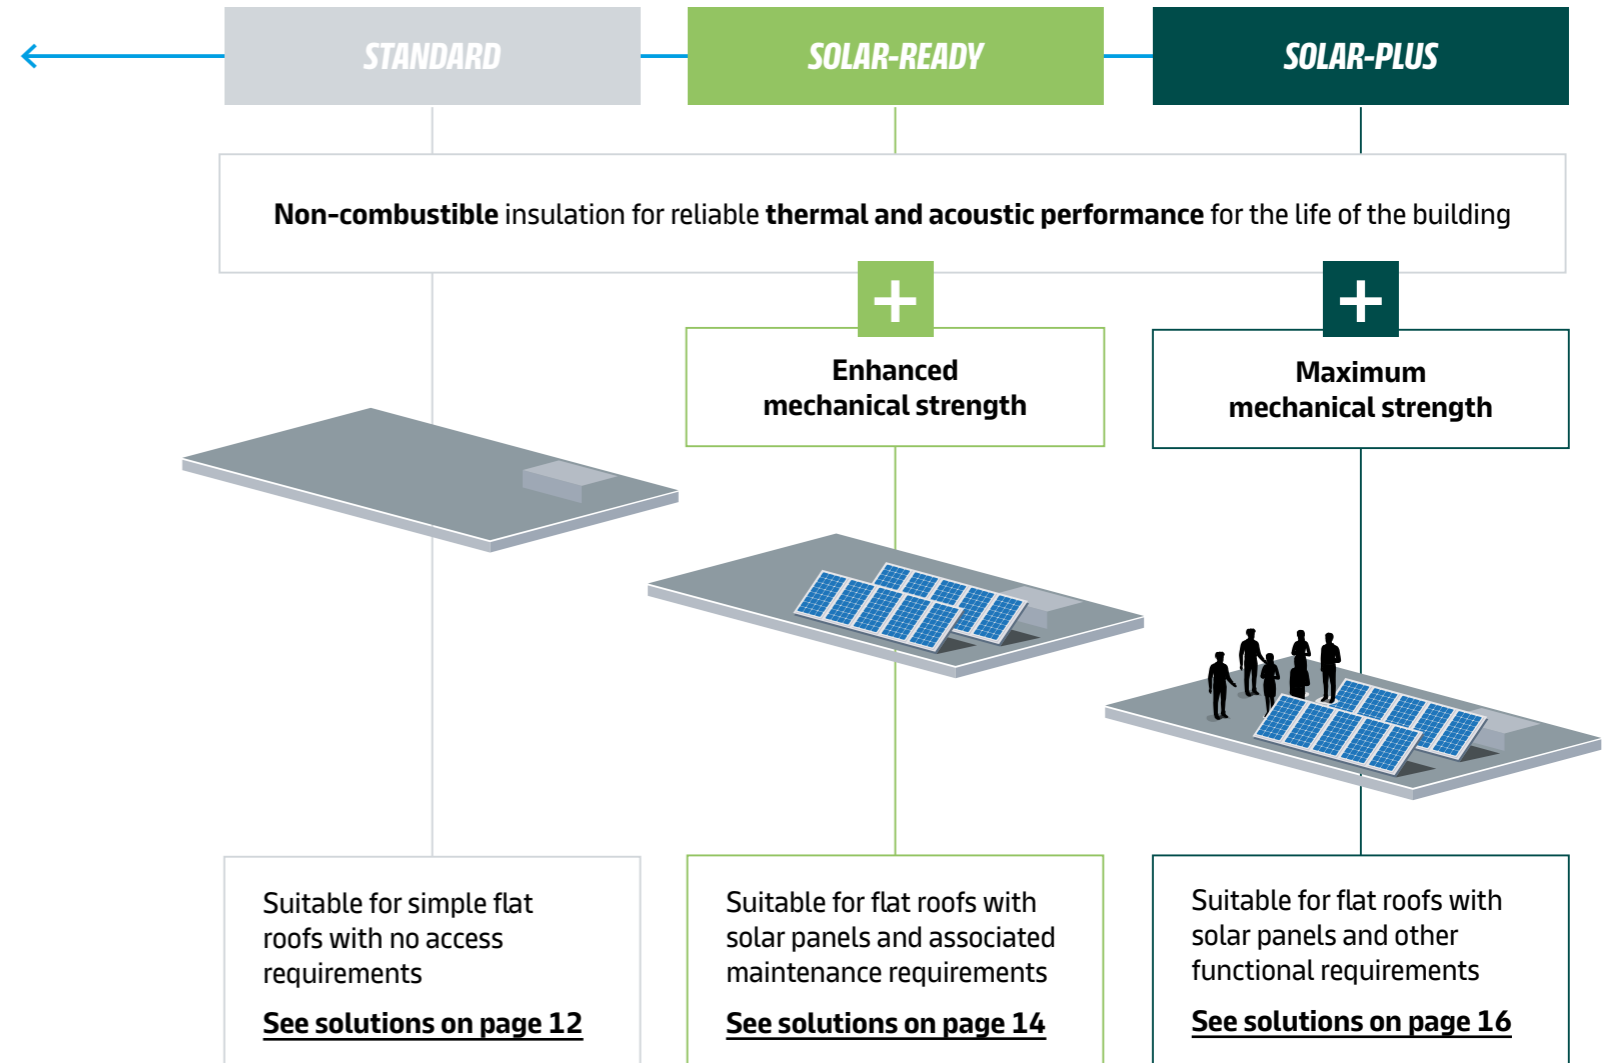 STANDARD
SOLAR-READY
SOLAR-PLUS
Non-combustible insulation for reliable thermal and acoustic performance for the life of the building
+
+
Enhanced
mechanical strength
Maximum
mechanical strength
Suitable for simple flat
roofs with no access
requirements
See solutions on page 12
Suitable for flat roofs with
solar panels and associated
maintenance requirements
See solutions on page 14
Suitable for flat roofs with
solar panels and other
functional requirements
See solutions on page 16